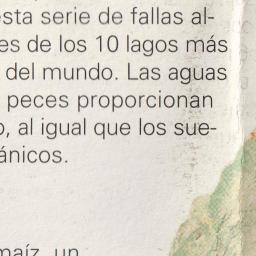 esta serie de fallas al-
es de los 10 lagos más
del mundo. Las aguas
peces proporcionan
o, al igual que los sue-
ánicos.
maíz, un